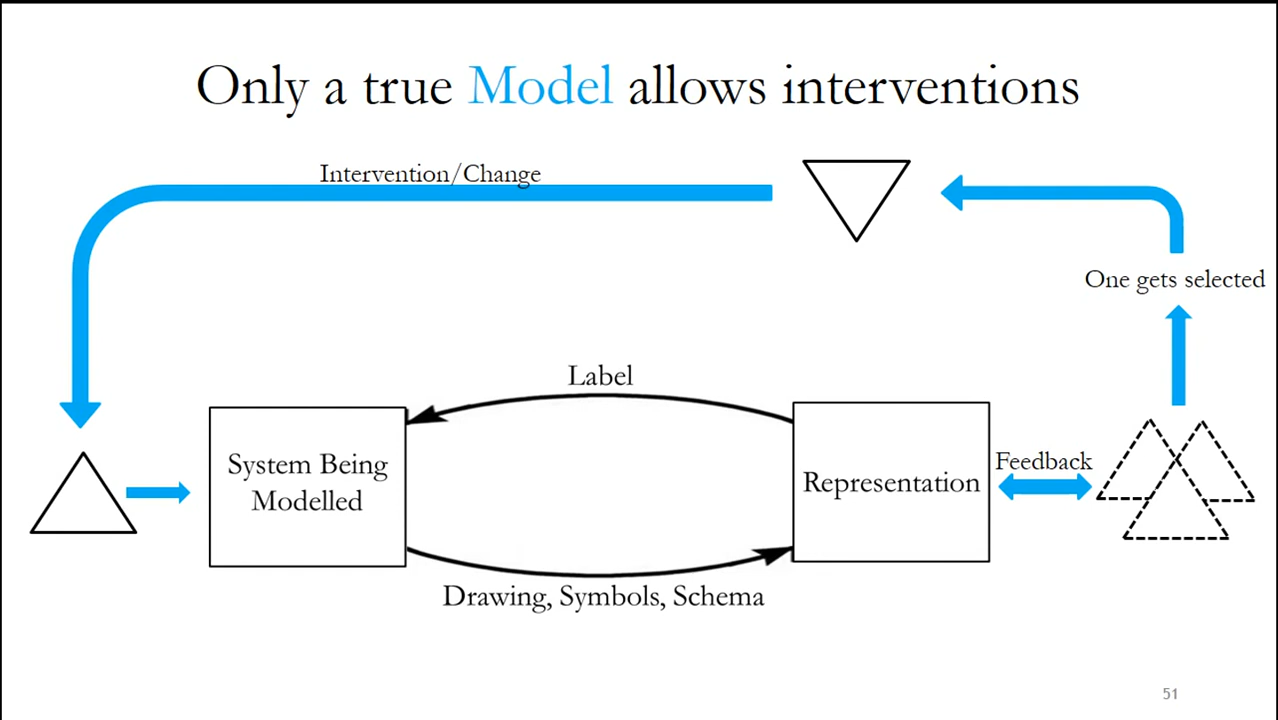 Only a true Model allows interventions
Intervention/Change
One gets selected
Label
System Being
Modelled
Representation
Feedback
Drawing, Symbols, Schema
51